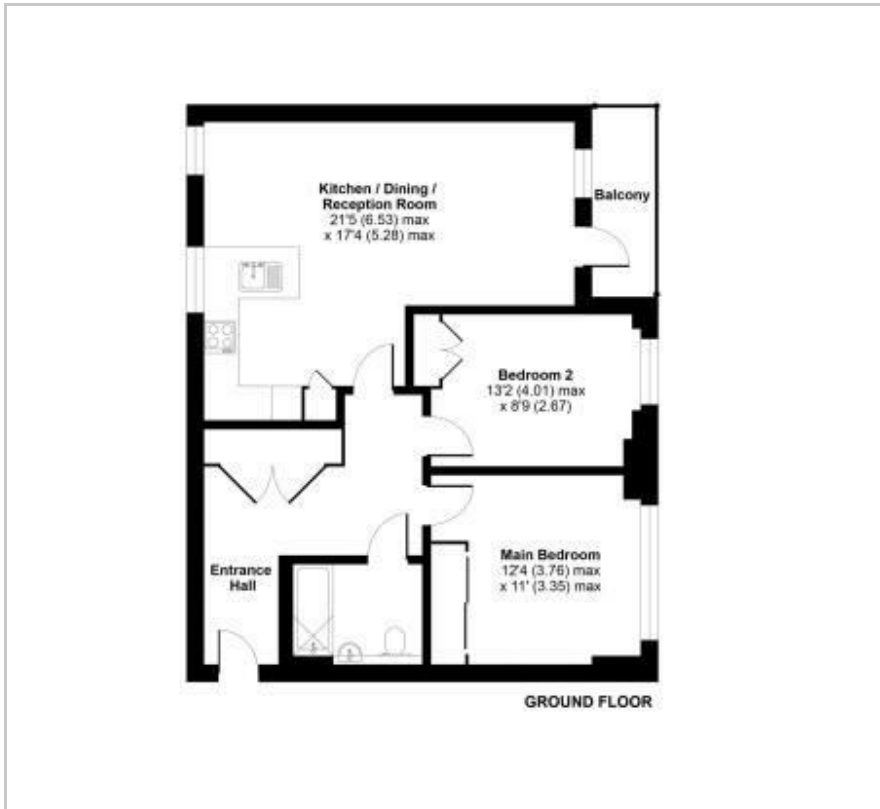 Kitchen / Dining /
Reception Room
21'5 (6.53) max
x 17'4 (5.28) max
Balcony
Bedroom 2
13'2 (4.01) max
x 8'9 (2.67)
Main Bedroom
12'4 (3.76) max
x 11' (3.35) max
Entrance
Hall
GROUND FLOOR